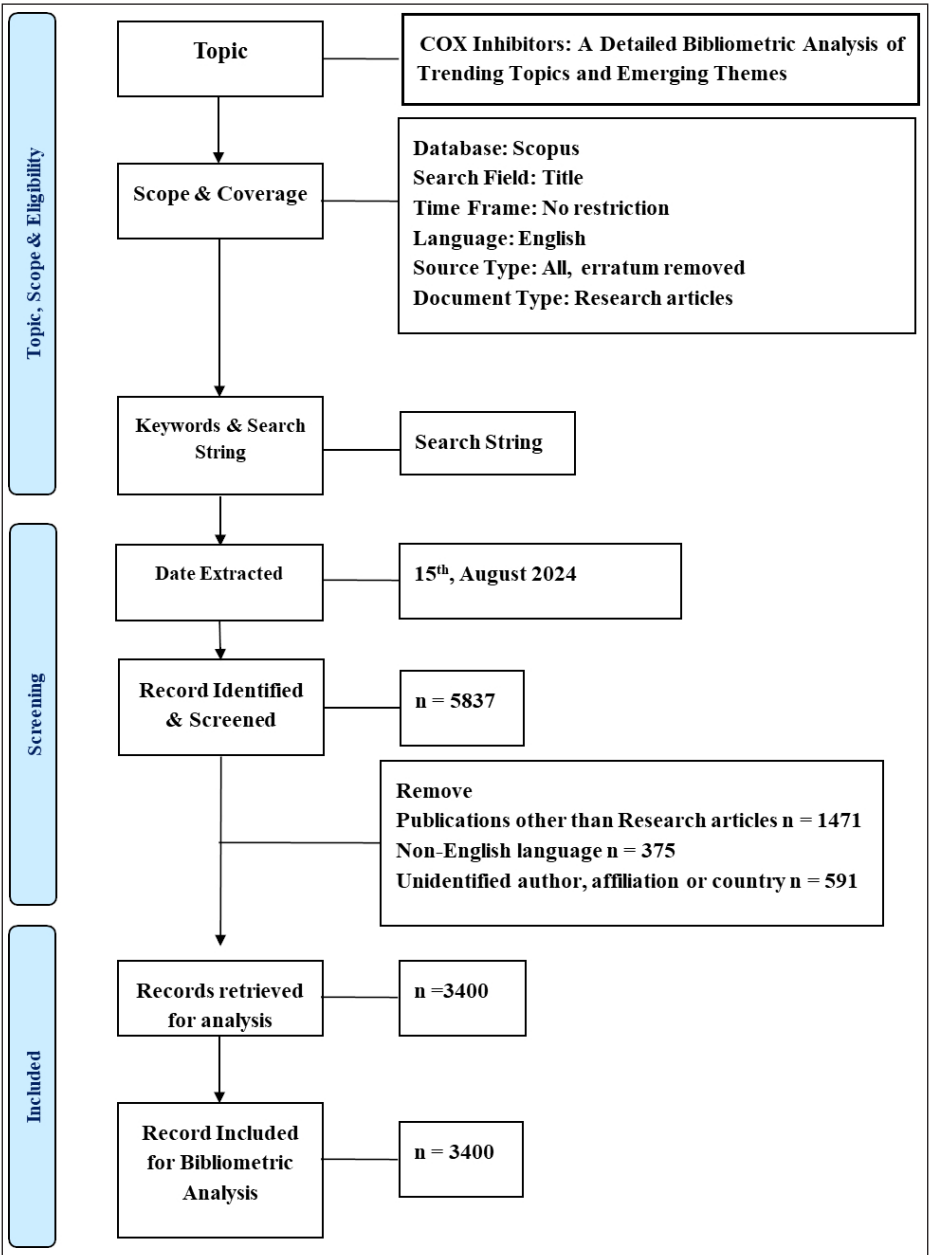 Topic, Scope & Eligibility
Topic
COX Inhibitors: A Detailed Bibliometric Analysis of
Trending Topics and Emerging Themes
Scope & Coverage
Database: Scopus
Search Field: Title
Time Frame: No restriction
Language: English
Source Type: All, erratum removed
Document Type: Research articles
Keywords & Search
String
Search String
Screening
Date Extracted
15th, August 2024
Record Identified
& Screened
n = 5837
Remove
Publications other than Research articles n = 1471
Non-English language n = 375
Unidentified author, affiliation or country n = 591
Included
Records retrieved
for analysis
n =3400
Record Included
for Bibliometric
Analysis
n = 3400